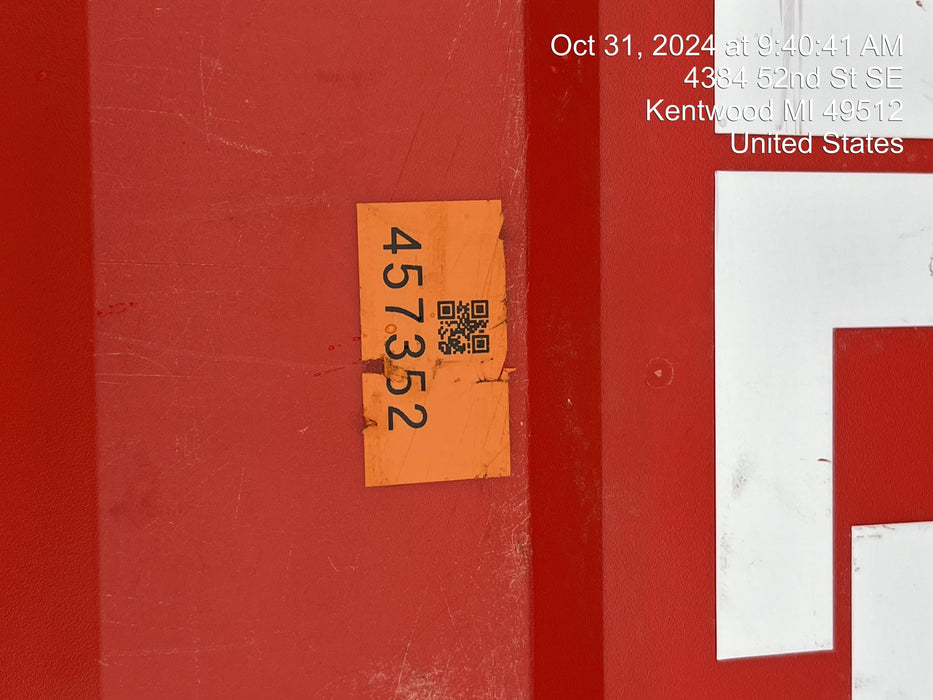 Oct 31, 2024 at 9:40:41 AM
4384 52nd St SE
Kentwood MI 49512
United States
457352